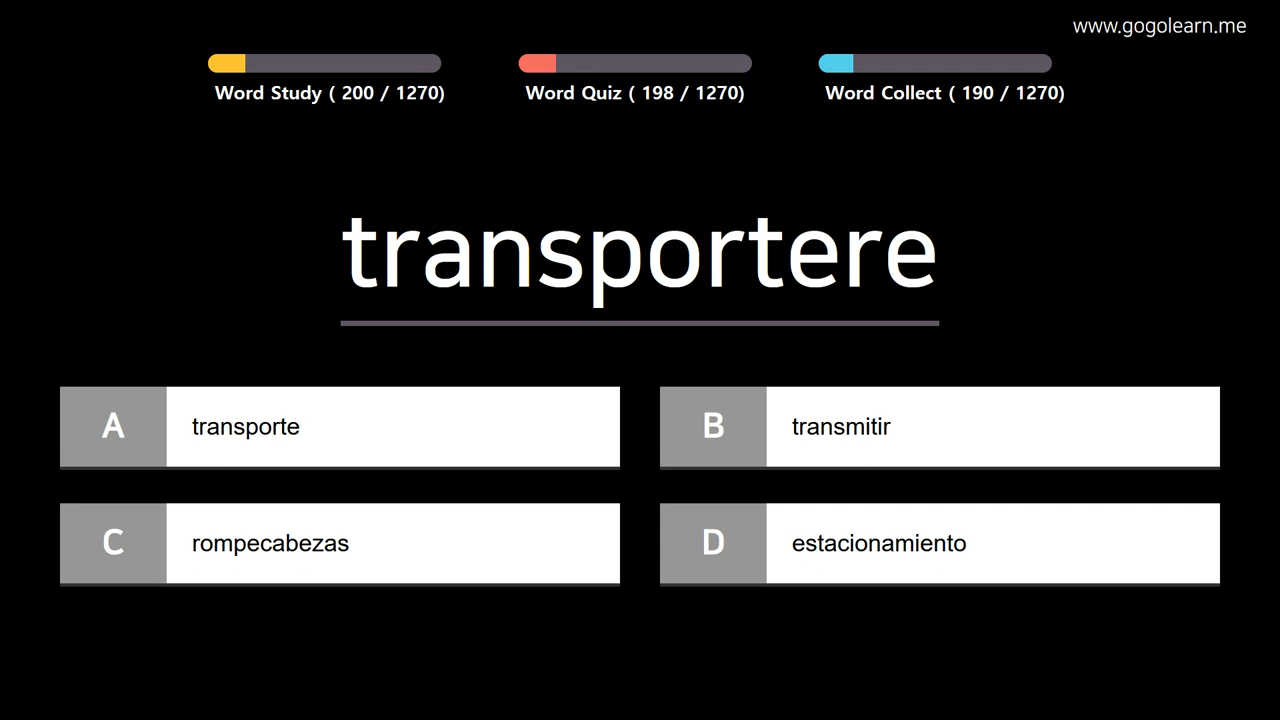 www.gogolearn.me
Word Study ( 200 / 1270)
Word Quiz ( 198 / 1270)
Word Collect ( 190 / 1270)
transportere
A transporte
B transmitir
C rompecabezas
D estacionamiento